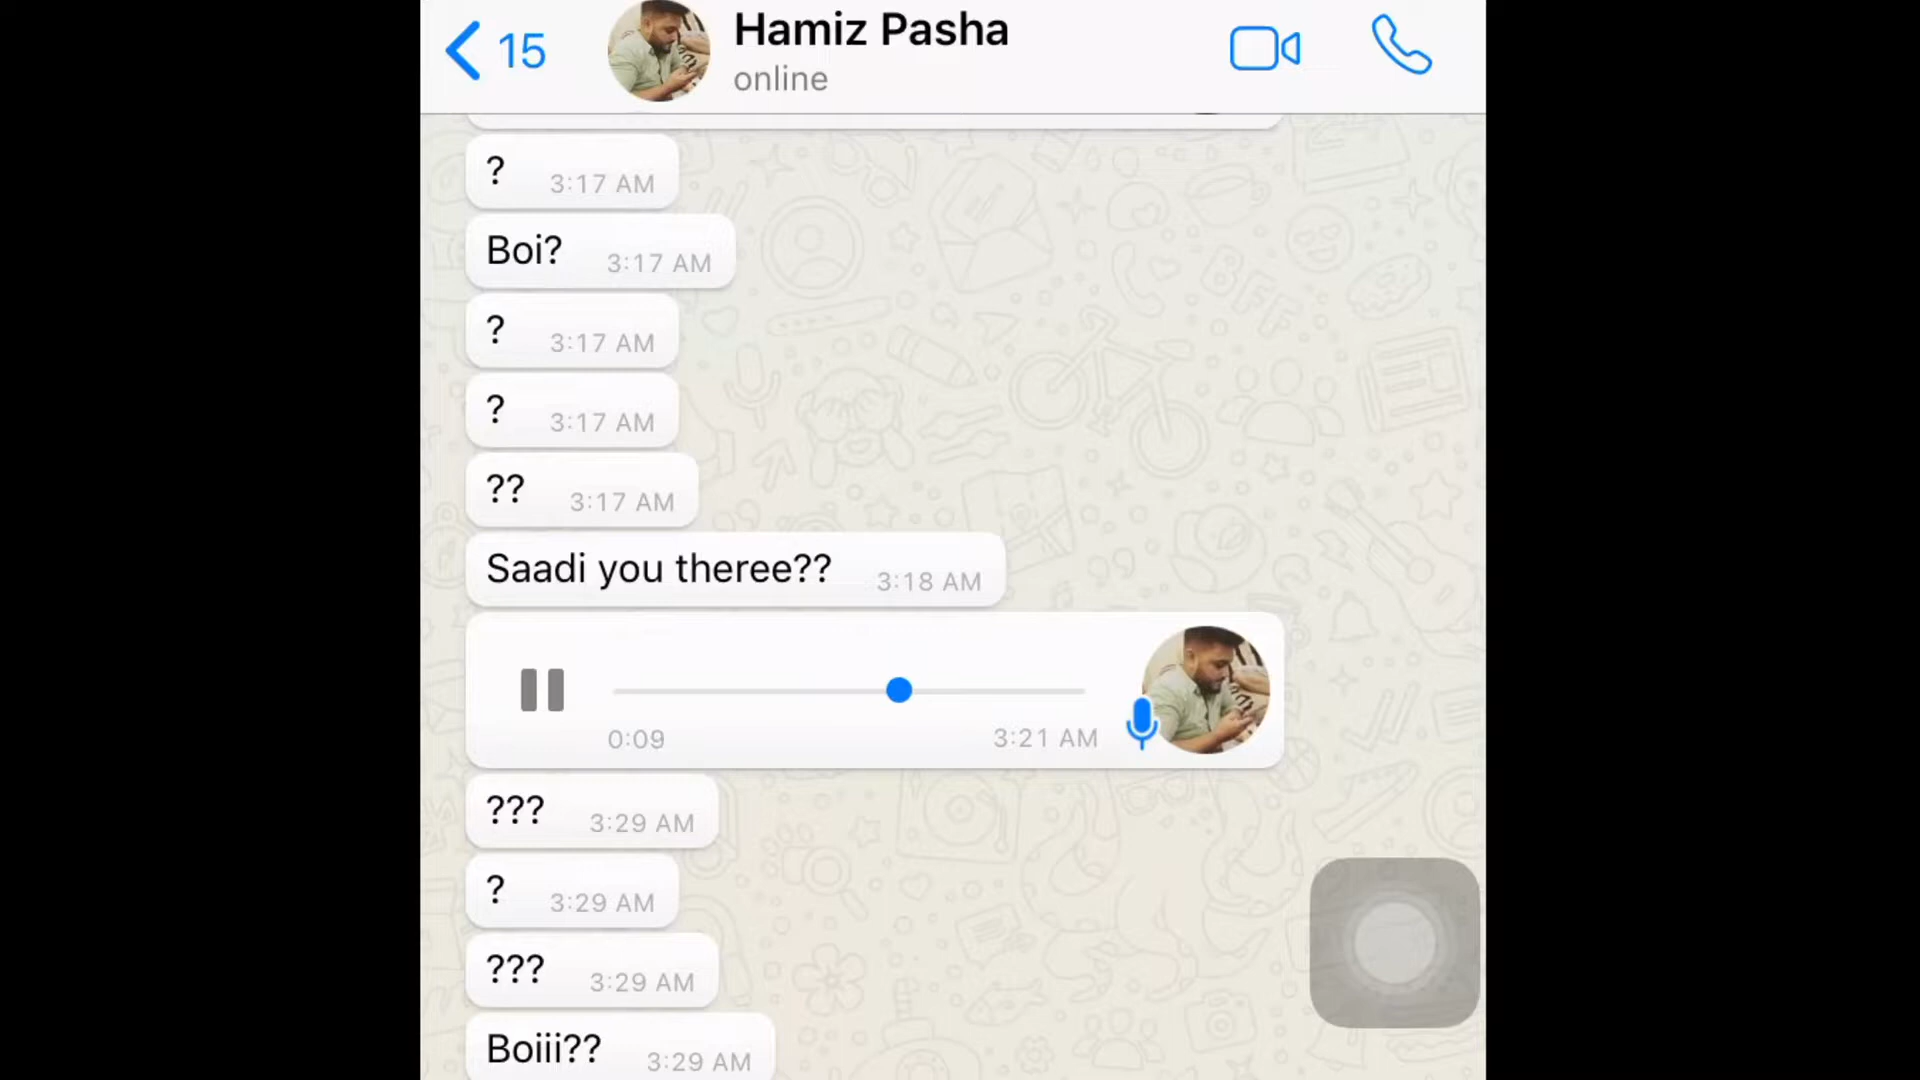 15
Hamiz Pasha
online
? 3:17 AM
Boi? 3:17 AM
? 3:17 AM
? 3:17 AM
?? 3:17 AM
Saadi you theree?? 3:18 AM
0:09 3:21 AM
??? 3:29 AM
? 3:29 AM
??? 3:29 AM
Boiii?? 3:29 AM